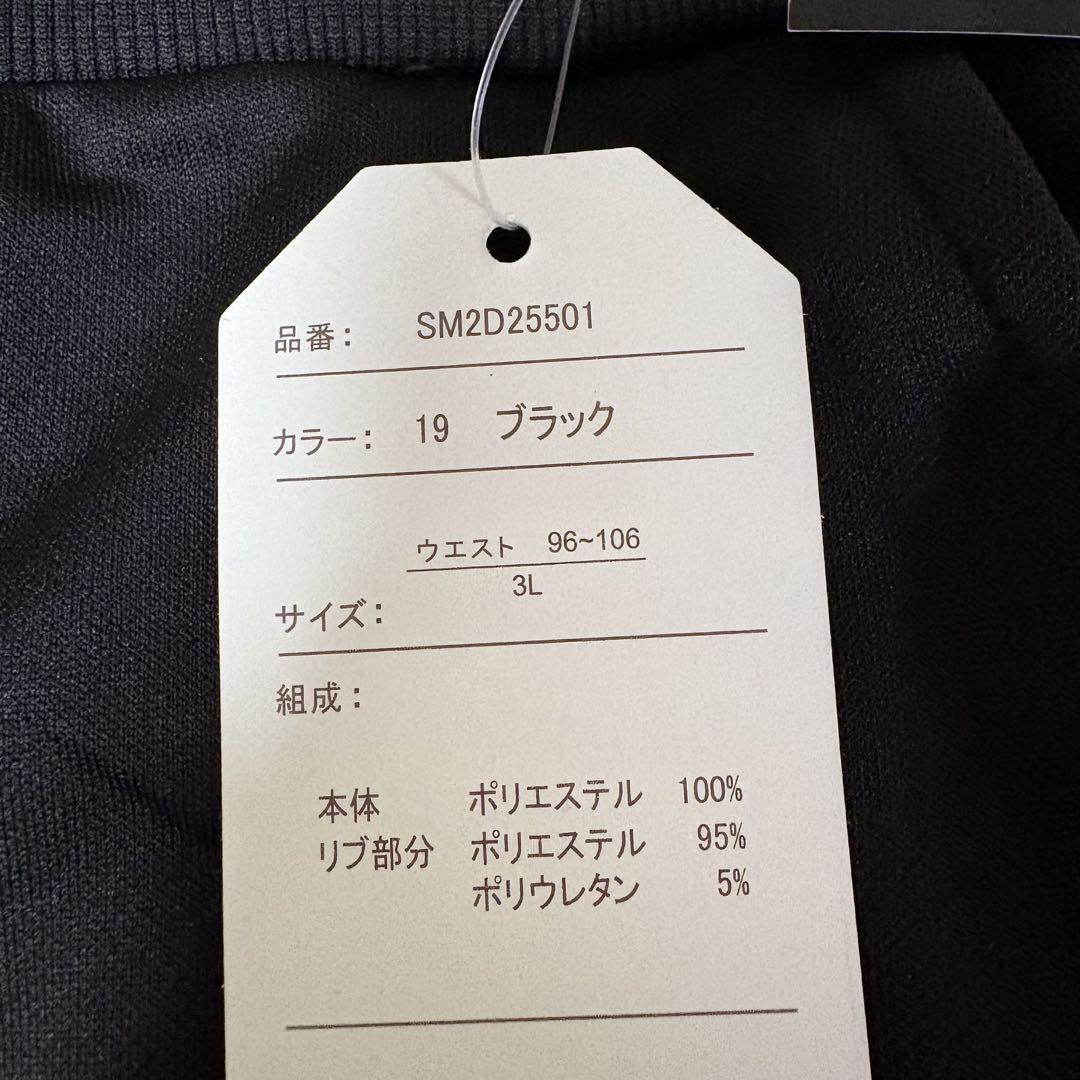 品番： SM2D25501
カラー： 19 ブラック
ウエスト 96~106
3L
サイズ：
組成：
本体 ポリエステル 100%
リブ部分 ポリエステル 95%
ポリウレタン 5%